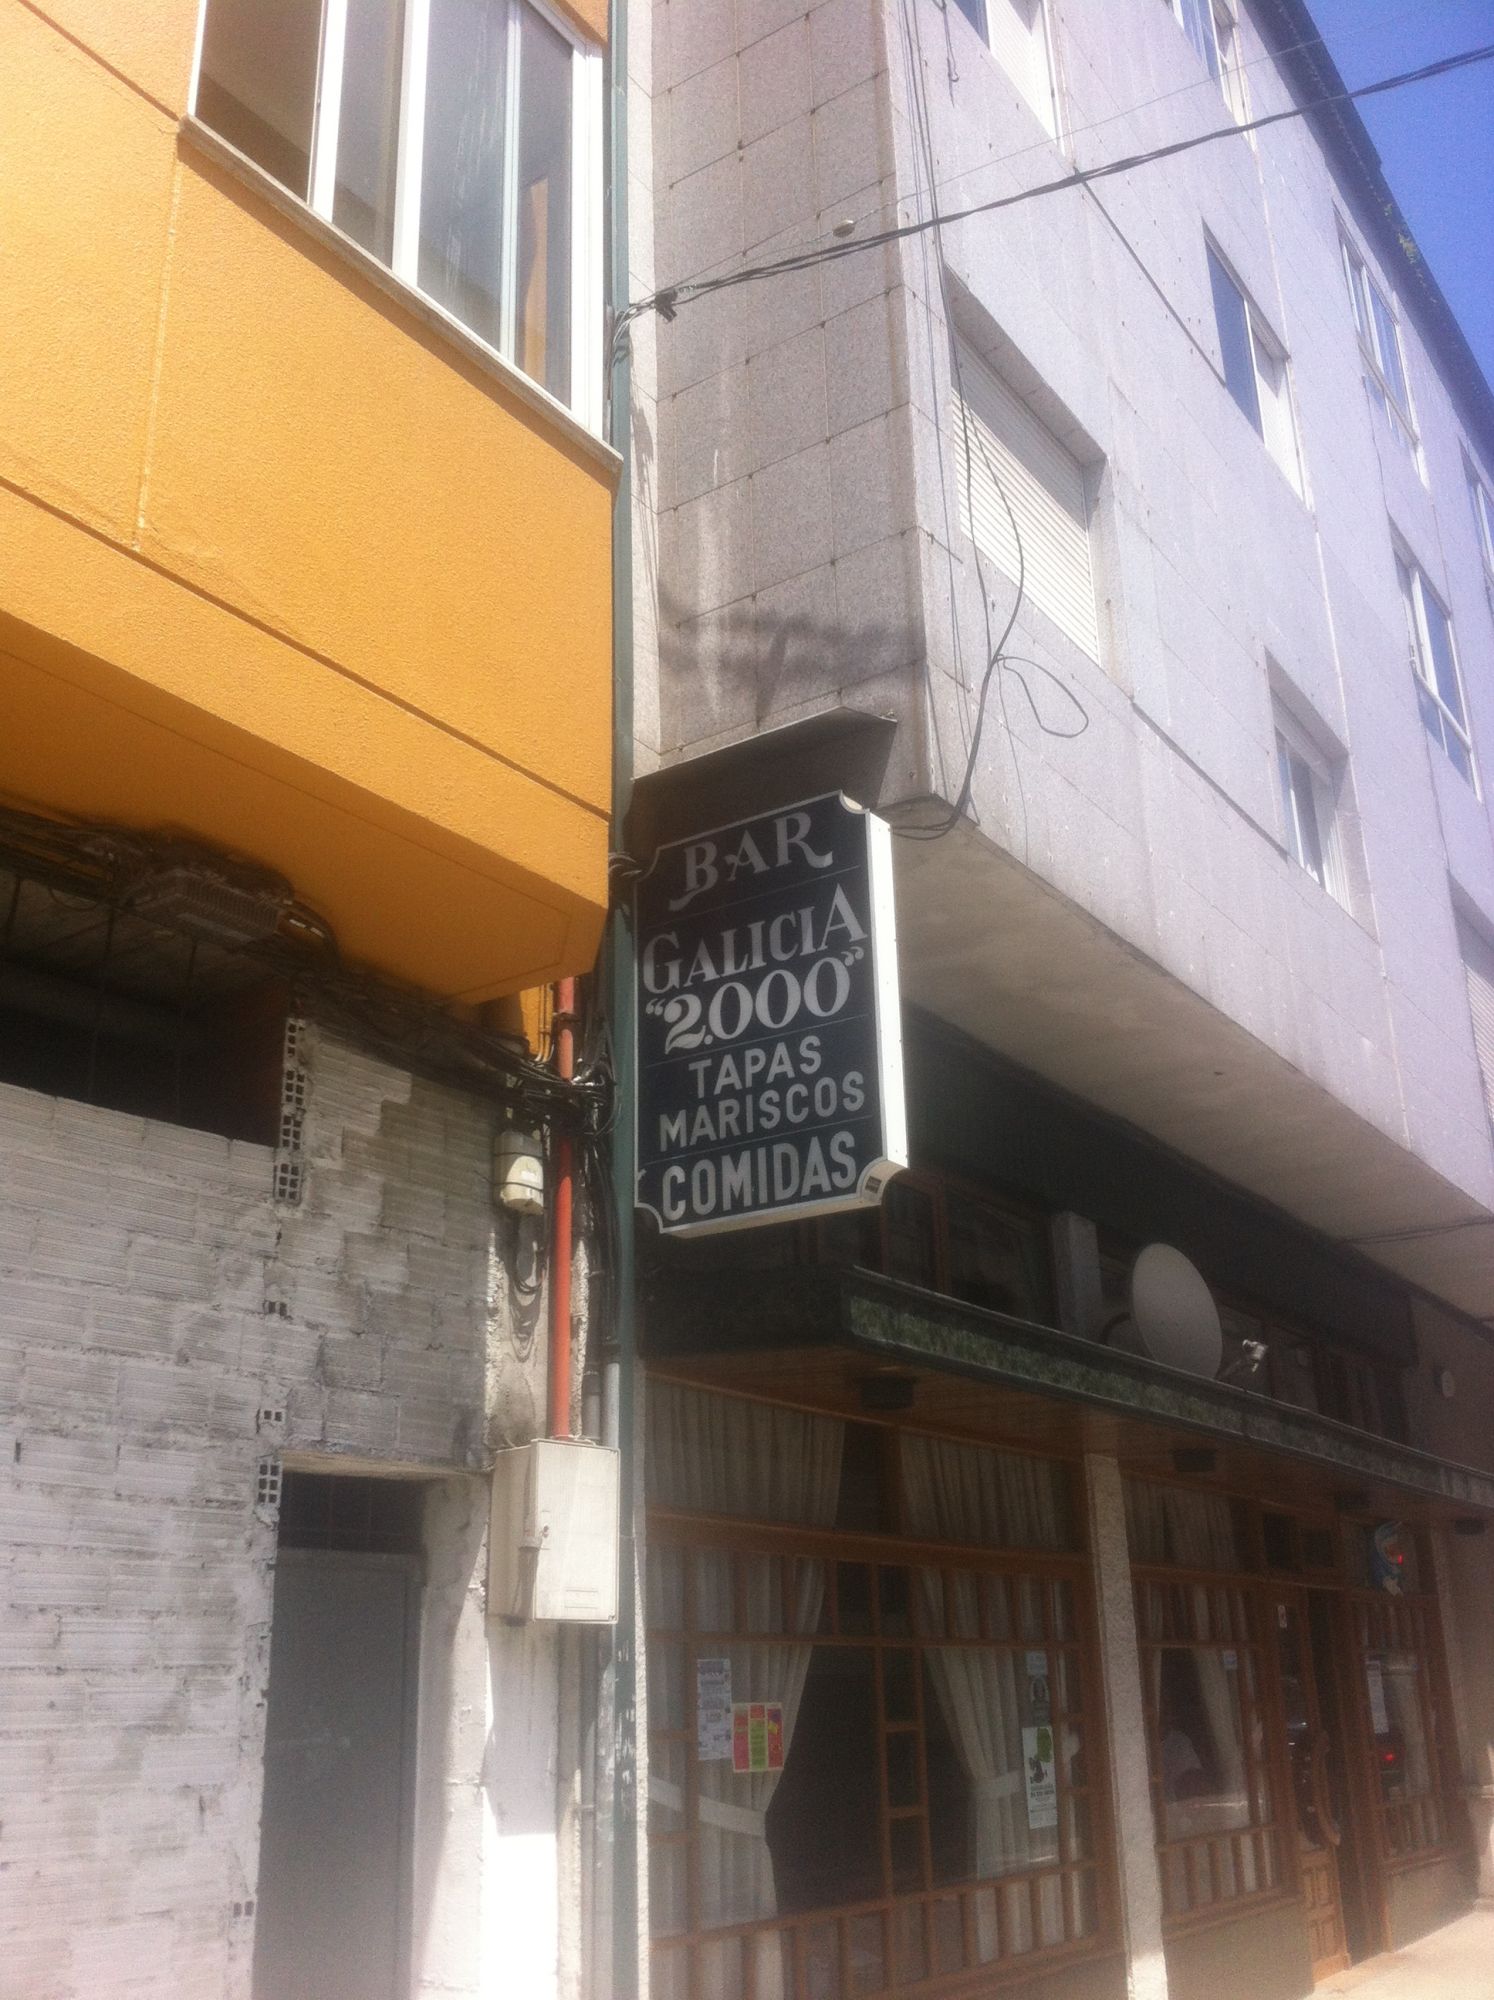 BAR
GALICIA
"2.000"
TAPAS
MARISCOS
COMIDAS